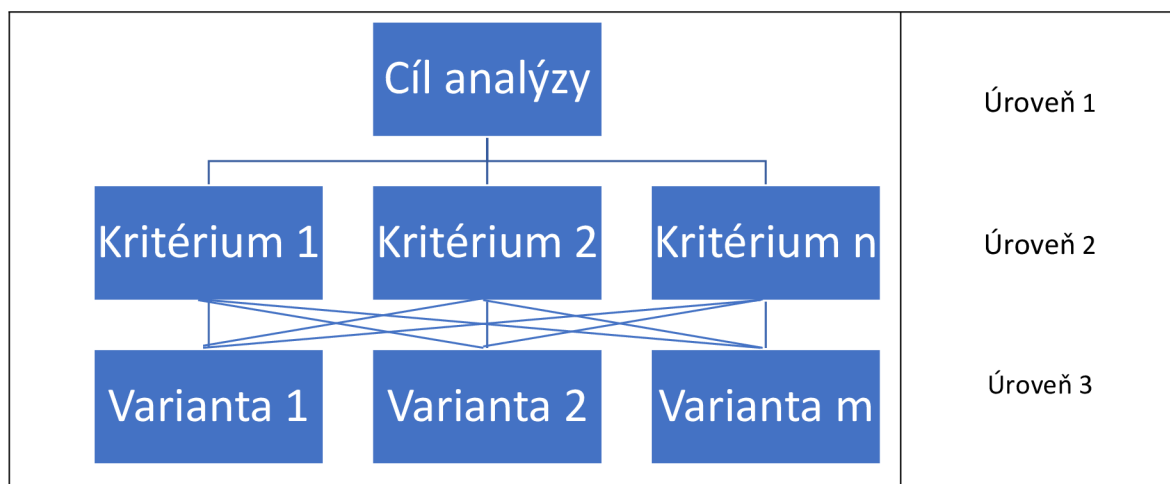 Cíl analýzy
Úroveň 1
Kritérium 1
Kritérium 2
Kritérium n
Úroveň 2
Varianta 1
Varianta 2
Varianta m
Úroveň 3